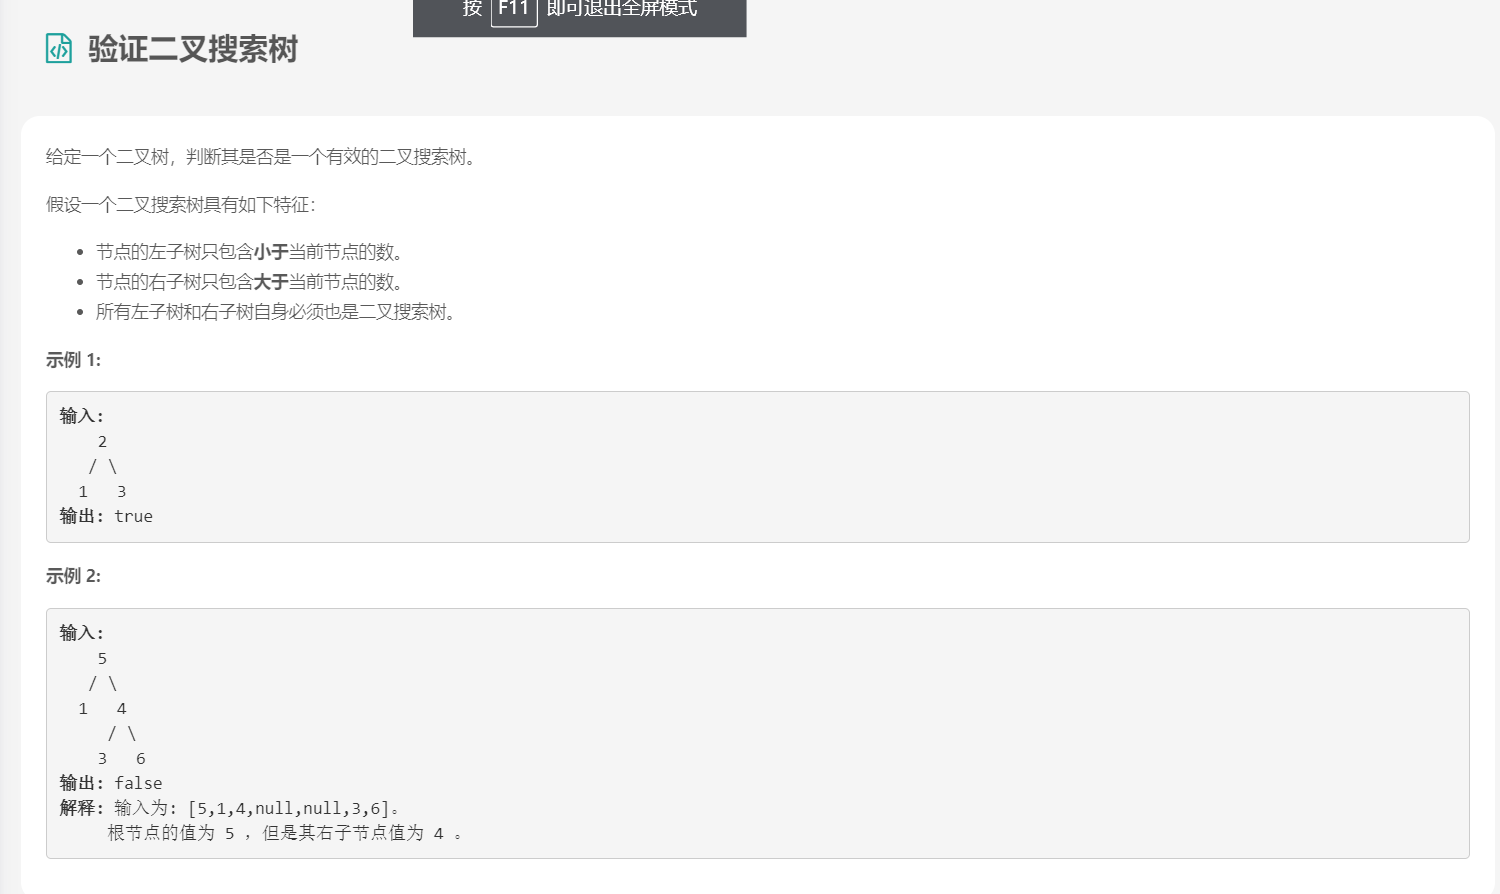 按 F11 即可退出全屏模式
验证二叉搜索树
给定一个二叉树，判断其是否是一个有效的二叉搜索树。
假设一个二叉搜索树具有如下特征：
• 节点的左子树只包含小于当前节点的数。
• 节点的右子树只包含大于当前节点的数。
• 所有左子树和右子树自身必须也是二叉搜索树。
示例 1:
输入:
    2
   / \
  1   3
输出: true
示例 2:
输入:
    5
   / \
  1   4
     / \
    3   6
输出: false
解释: 输入为: [5,1,4,null,null,3,6]。
     根节点的值为 5 ，但是其右子节点值为 4 。